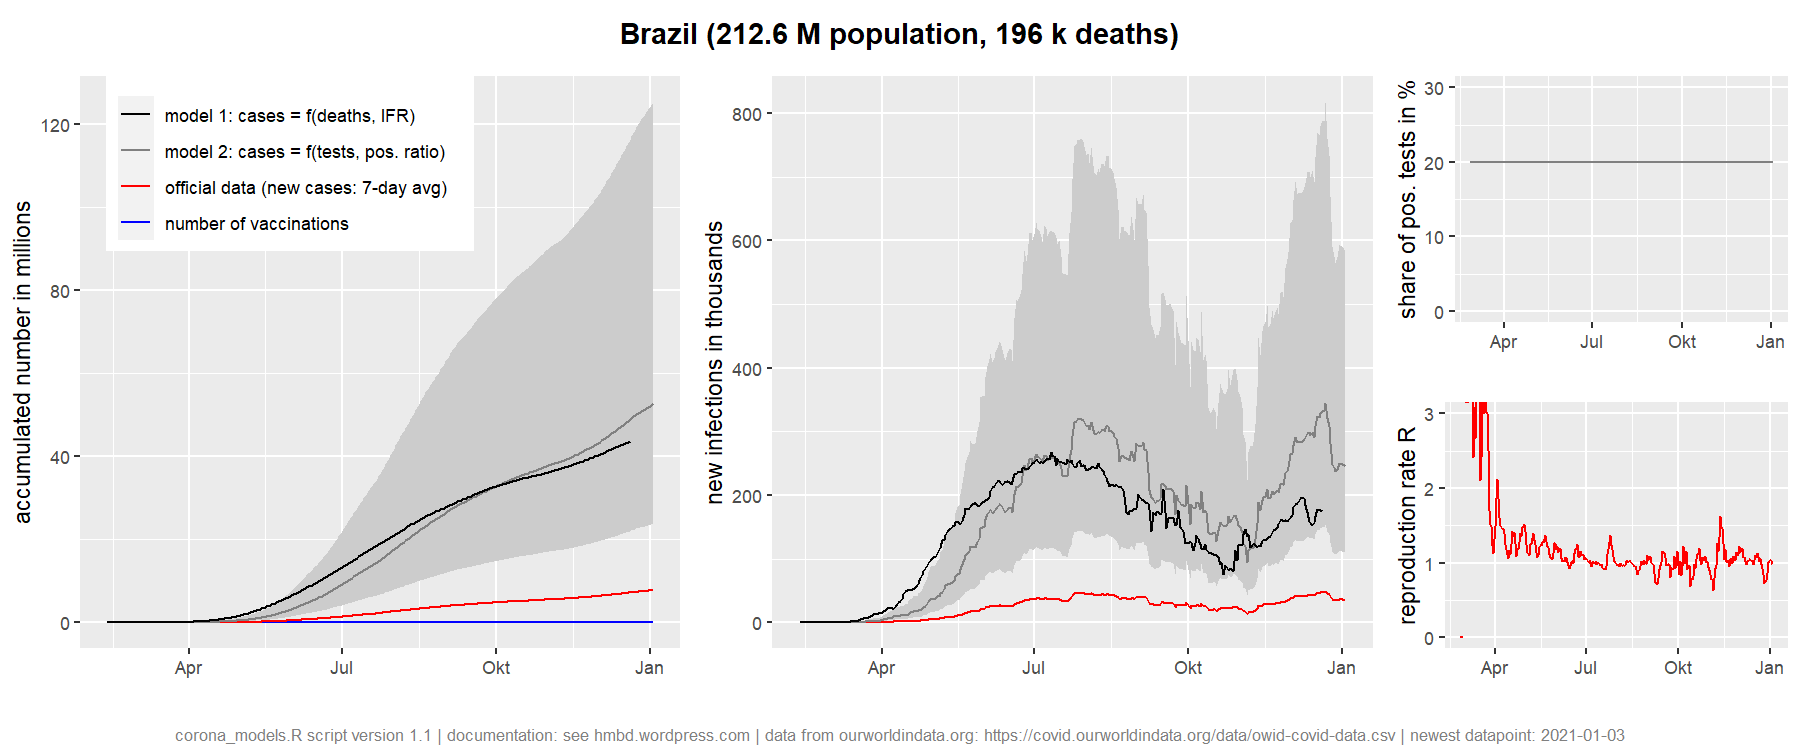 Brazil (212.6 M population, 196 k deaths)
accumulated number in millions
120
80
40
0
model 1: cases = f(deaths, IFR)
model 2: cases = f(tests, pos. ratio)
official data (new cases: 7-day avg)
number of vaccinations
Apr Jul Okt Jan
new infections in thousands
800
600
400
200
0
Apr Jul Okt Jan
share of pos. tests in %
30
20
10
0
Apr Jul Okt Jan
reproduction rate R
3
2
1
0
Apr Jul Okt Jan
corona_models.R script version 1.1 | documentation: see hmbd.wordpress.com | data from ourworldindata.org: https://covid.ourworldindata.org/data/owid-covid-data.csv | newest datapoint: 2021-01-03